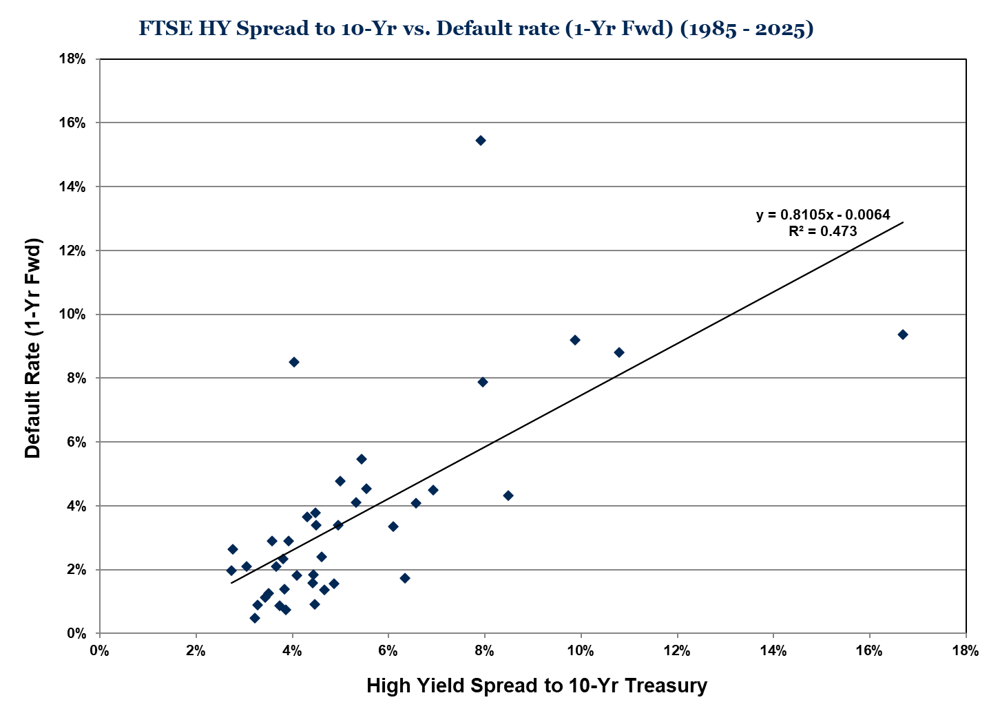 FTSE HY Spread to 10-Yr vs. Default rate (1-Yr Fwd) (1985 - 2025)
18%
16%
14%
12%
10%
8%
6%
4%
2%
0%
Default Rate (1-Yr Fwd)
y = 0.8105x - 0.0064
R² = 0.473
0% 2% 4% 6% 8% 10% 12% 14% 16% 18%
High Yield Spread to 10-Yr Treasury